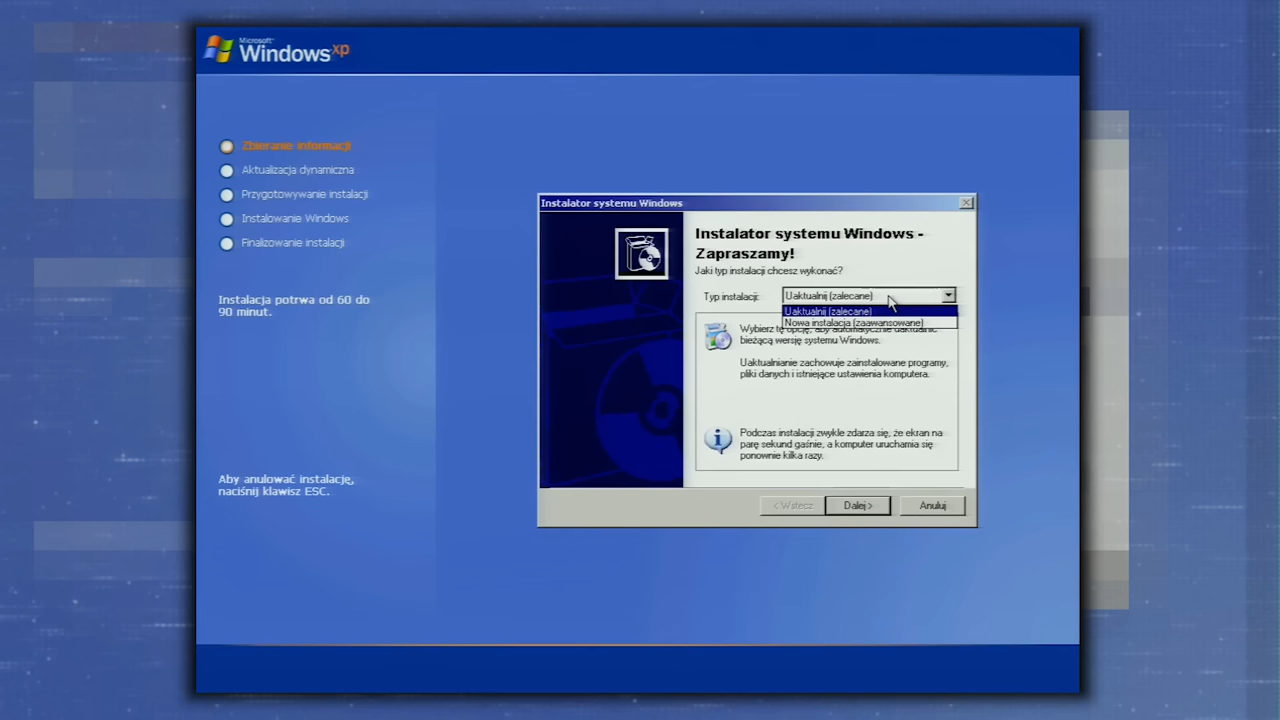 Microsoft
Windows xp
Zbieranie informacji
Aktualizacja dynamiczna
Przygotowywanie instalacji
Instalowanie Windows
Finalizowanie instalacji
Instalacja potrwa od 60 do
90 minut.
Aby anulować instalację,
naciśnij klawisz ESC.
Instalator systemu Windows
Instalator systemu Windows -
Zapraszamy!
Jaki typ instalacji chcesz wykonać?
Typ instalacji:
Uaktualnij (zalecane)
Uaktualnij (zalecane)
Nowa instalacja (zaawansowane)
Wybierz tę opcję, aby automatycznie uaktualnić
bieżącą wersję systemu Windows.
Uaktualnianie zachowuje zainstalowane programy,
pliki danych i istniejące ustawienia komputera.
Podczas instalacji zwykle zdarza się, że ekran na
parę sekund gaśnie, a komputer uruchamia się
ponownie kilka razy.
< Wstecz
Dalej >
Anuluj